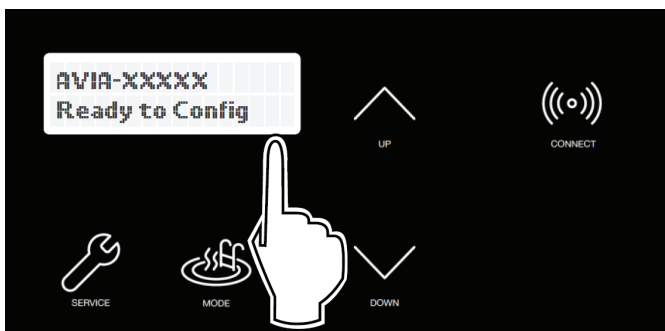 AVIA-XXXXX
Ready to Config
UP
CONNECT
SERVICE
MODE
DOWN